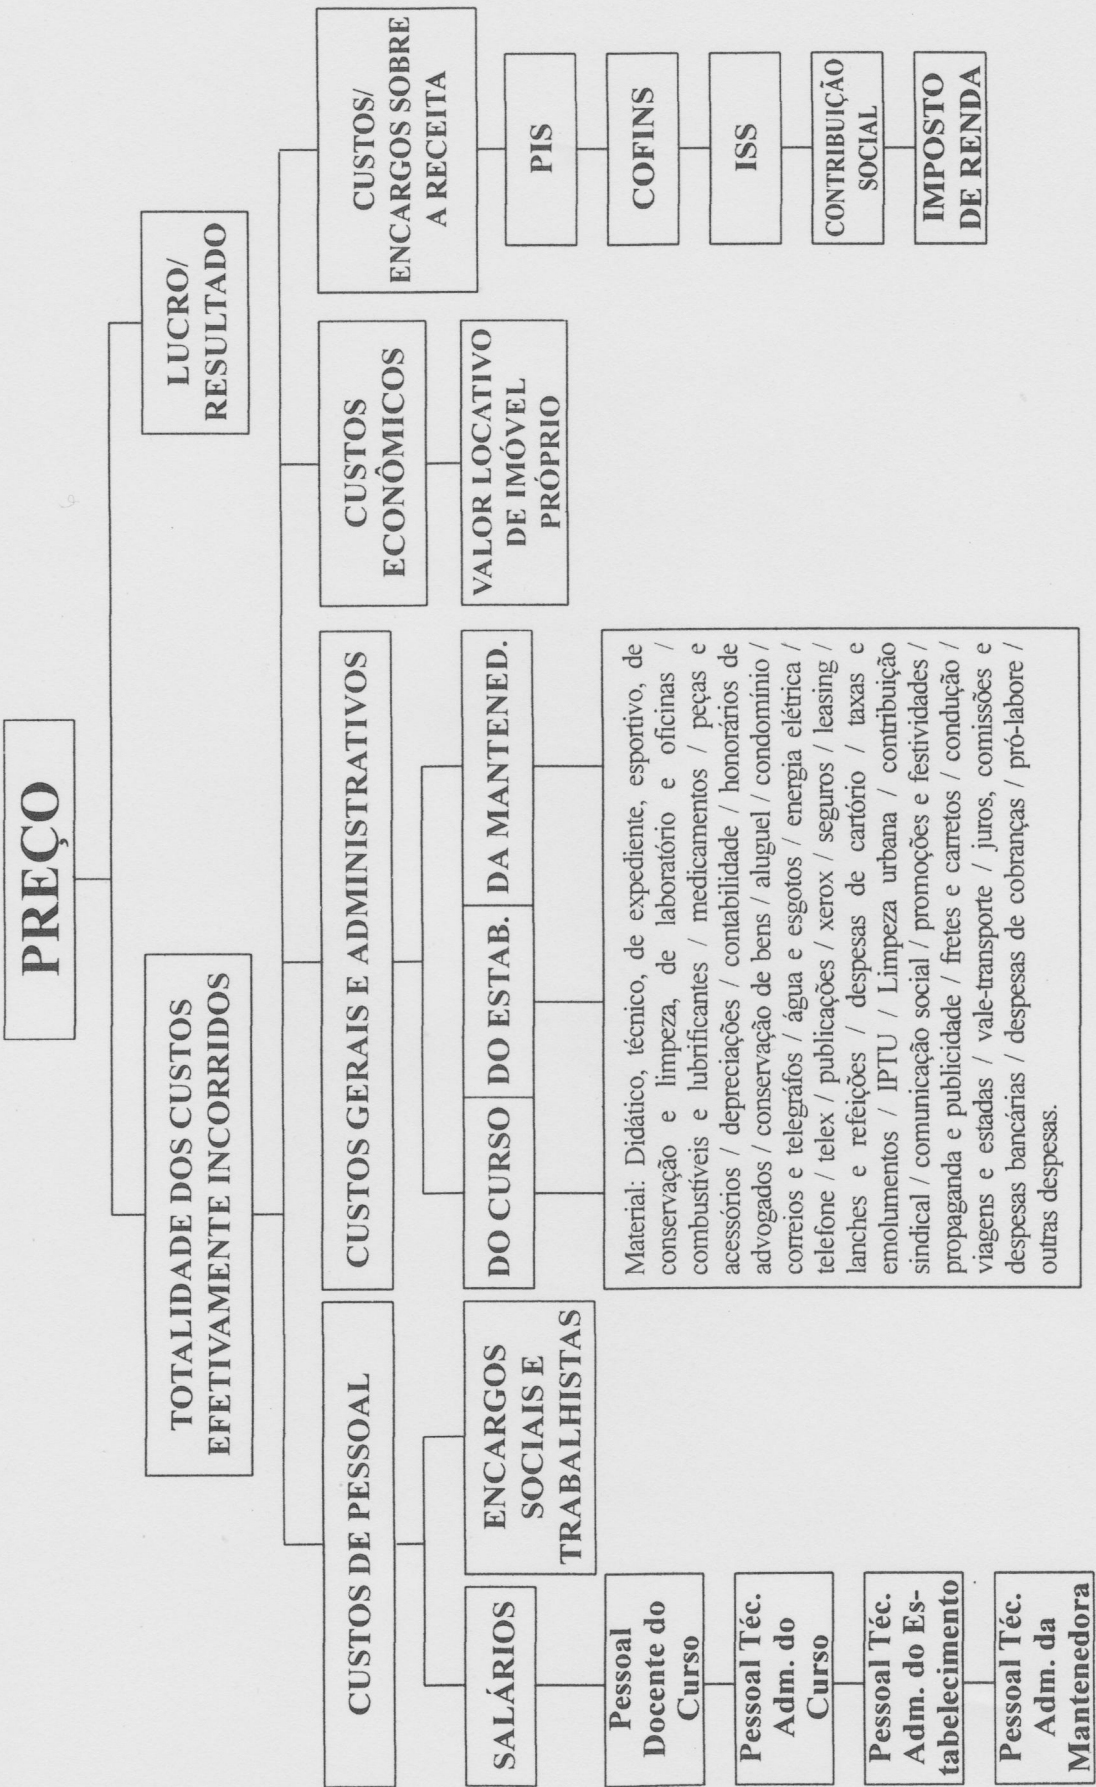 PREÇO
TOTALIDADE DOS CUSTOS
EFETIVAMENTE INCORRIDOS
LUCRO/
RESULTADO
CUSTOS DE PESSOAL
SALÁRIOS
Pessoal
Docente do
Curso
Pessoal Téc.
Adm. do
Curso
Pessoal Téc.
Adm. do Es-
tabelecimento
Pessoal Téc.
Adm. da
Mantenedora
ENCARGOS
SOCIAIS E
TRABALHISTAS
CUSTOS GERAIS E ADMINISTRATIVOS
DO CURSO
DO ESTAB.
DA MANTENED.
Material: Didático, técnico, de expediente, esportivo, de
conservação e limpeza, de laboratório e oficinas /
combustíveis e lubrificantes / medicamentos / peças e
acessórios / depreciações / contabilidade / honorários de
advogados / conservação de bens / aluguel / condomínio /
correios e telegráfos / água e esgotos / energia elétrica /
telefone / telex / publicações / xerox / seguros / leasing /
lanches e refeições / despesas de cartório / taxas e
emolumentos / IPTU / Limpeza urbana / contribuição
sindical / comunicação social / promoções e festividades /
propaganda e publicidade / fretes e carretos / condução /
viagens e estadas / vale-transporte / juros, comissões e
despesas bancárias / despesas de cobranças / pró-labore /
outras despesas.
CUSTOS
ECONÔMICOS
VALOR LOCATIVO
DE IMÓVEL
PRÓPRIO
CUSTOS/
ENCARGOS SOBRE
A RECEITA
PIS
COFINS
ISS
CONTRIBUIÇÃO
SOCIAL
IMPOSTO
DE RENDA